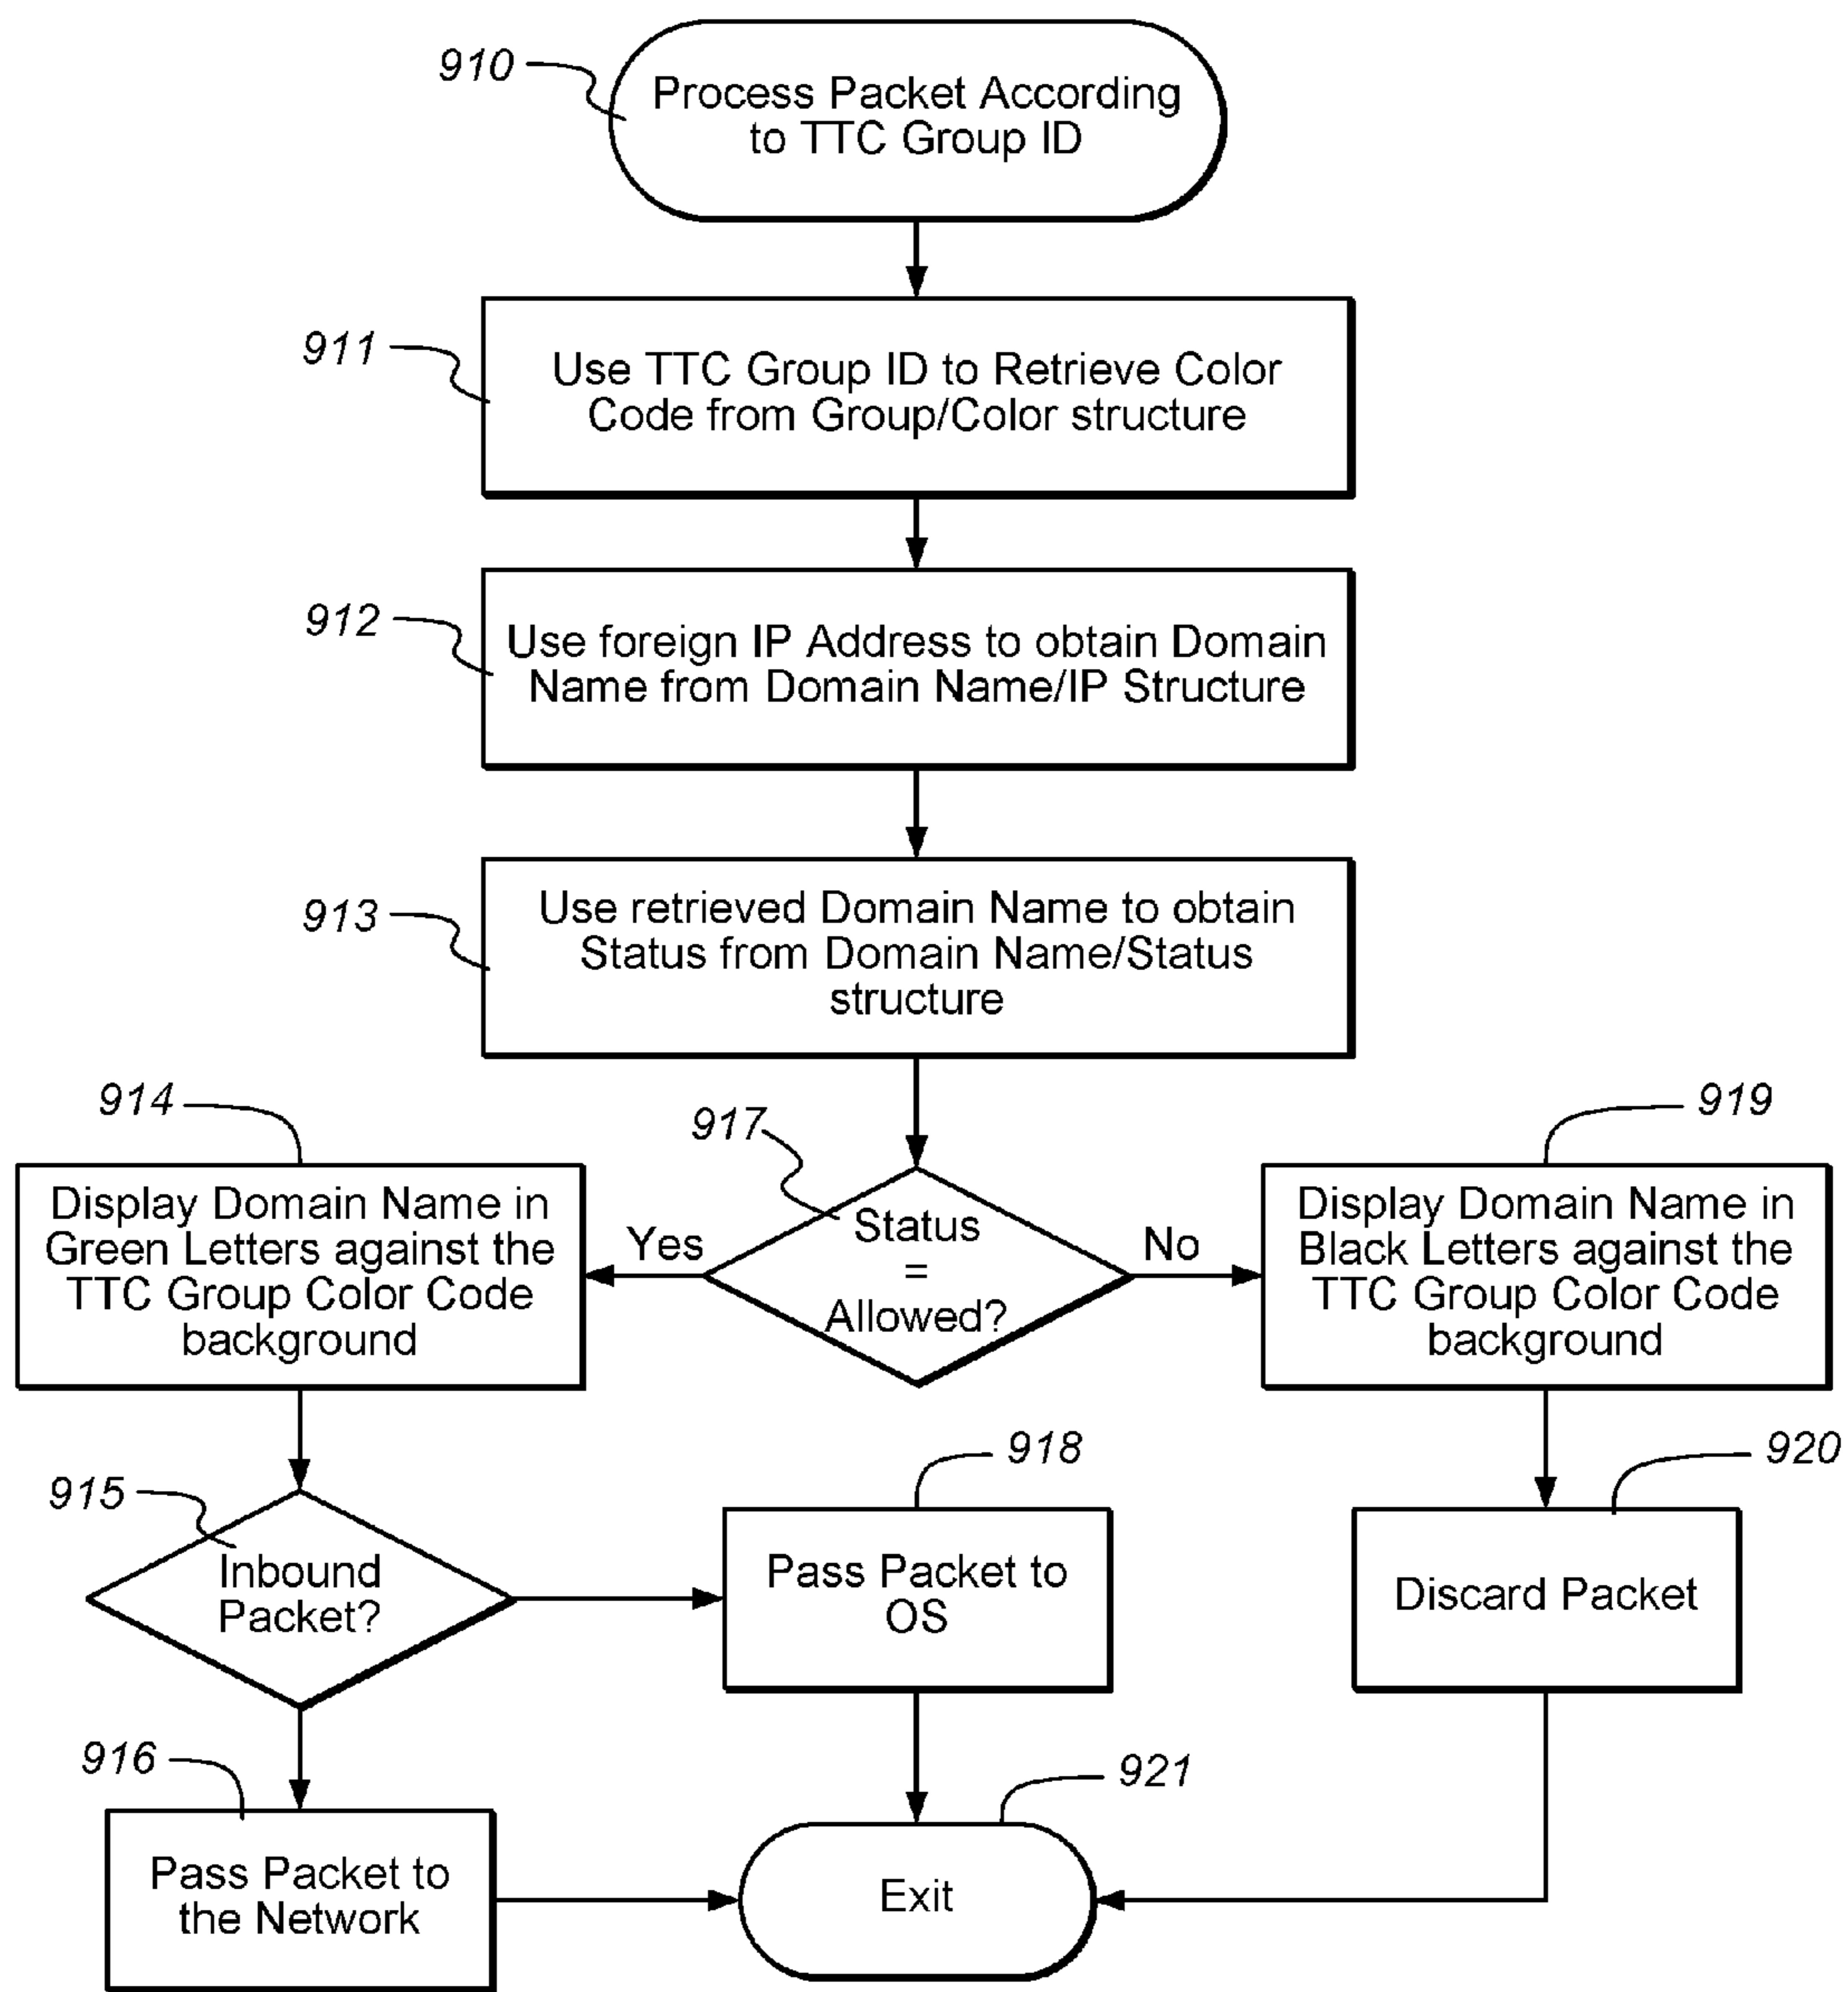 910
Process Packet According
to TTC Group ID
911
Use TTC Group ID to Retrieve Color
Code from Group/Color structure
912
Use foreign IP Address to obtain Domain
Name from Domain Name/IP Structure
913
Use retrieved Domain Name to obtain
Status from Domain Name/Status
structure
914
Display Domain Name in
Green Letters against the
TTC Group Color Code
background
917
Status
=
Allowed?
Yes
No
919
Display Domain Name in
Black Letters against the
TTC Group Color Code
background
915
Inbound
Packet?
918
Pass Packet to
OS
920
Discard Packet
916
Pass Packet to
the Network
921
Exit